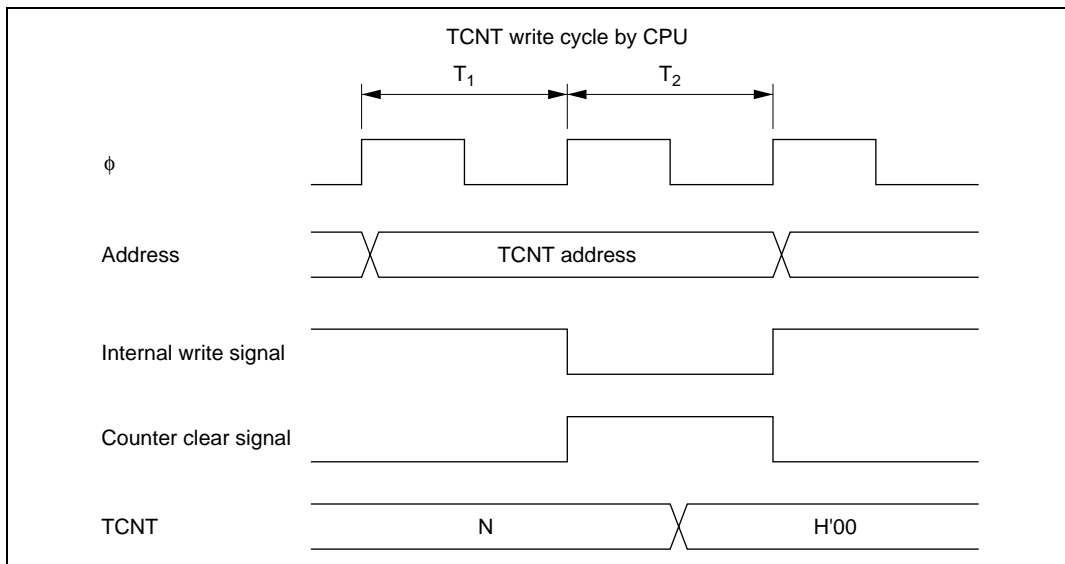 TCNT write cycle by CPU
T1 T2
ϕ
Address TCNT address
Internal write signal
Counter clear signal
TCNT N H'00